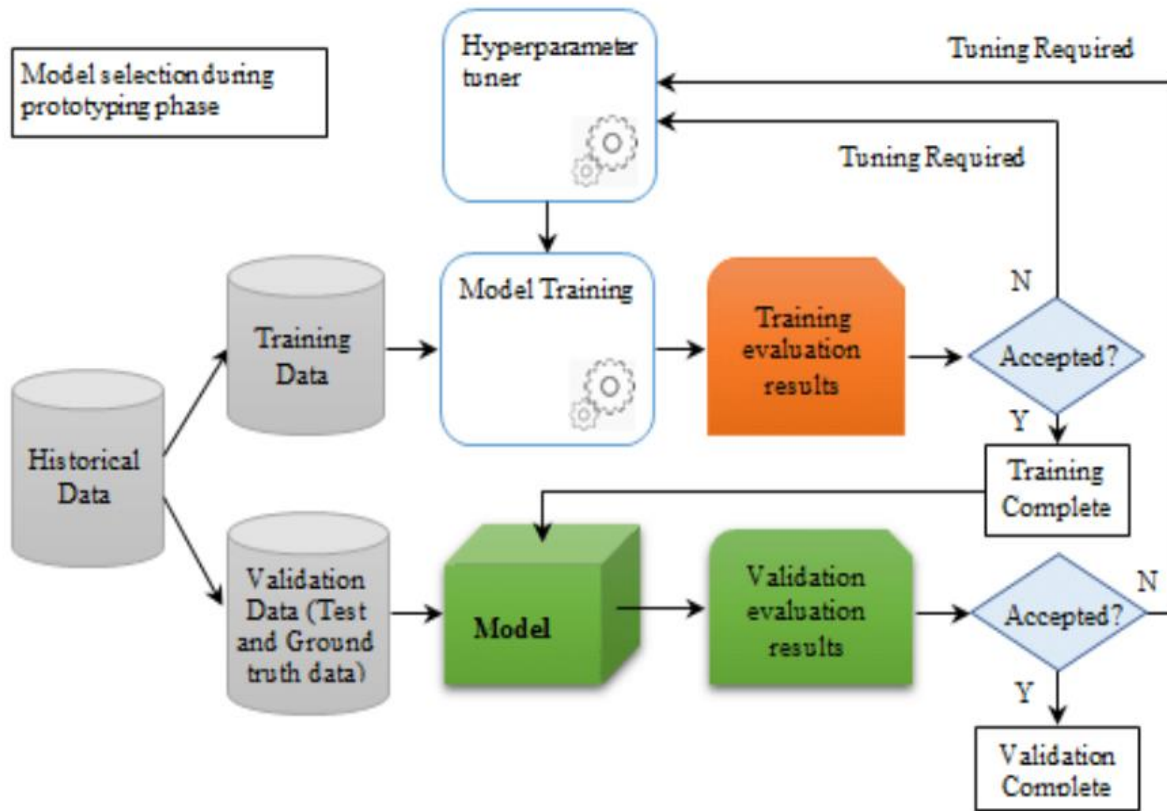 Hyperparameter
tuner
Tuning Required
Model selection during
prototyping phase
Tuning Required
Model Training
N
Training
Data
Training
evaluation
results
Accepted?
Y
Historical
Data
Training
Complete
Validation
Data (Test
and Ground
truth data)
Model
Validation
evaluation
results
Accepted?
N
Y
Validation
Complete